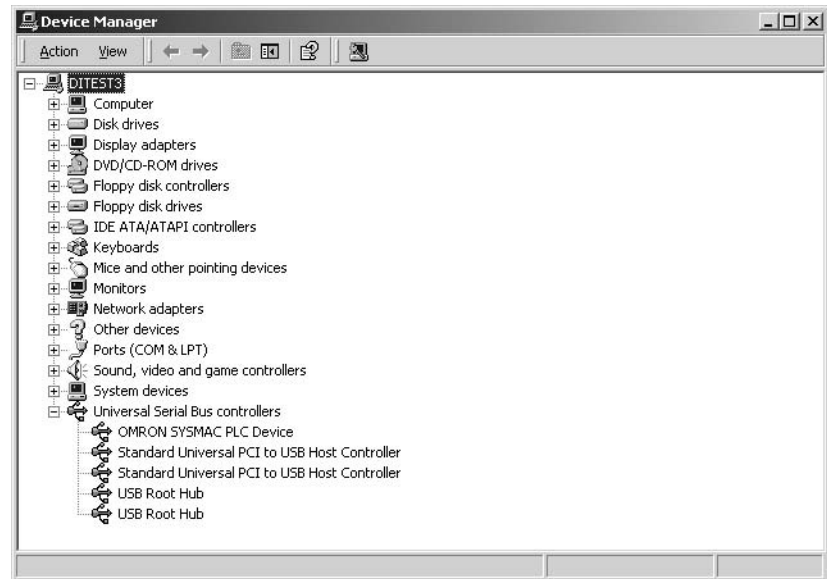 Device Manager
Action View
DITEST3
Computer
Disk drives
Display adapters
DVD/CD-ROM drives
Floppy disk controllers
Floppy disk drives
IDE ATA/ATAPI controllers
Keyboards
Mice and other pointing devices
Monitors
Network adapters
Other devices
Ports (COM & LPT)
Sound, video and game controllers
System devices
Universal Serial Bus controllers
OMRON SYSMAC PLC Device
Standard Universal PCI to USB Host Controller
Standard Universal PCI to USB Host Controller
USB Root Hub
USB Root Hub